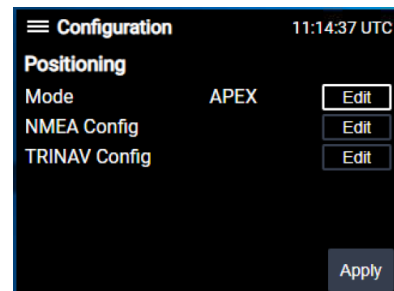 Configuration 11:14:37 UTC
Positioning
Mode APEX Edit
NMEA Config Edit
TRINAV Config Edit
Apply